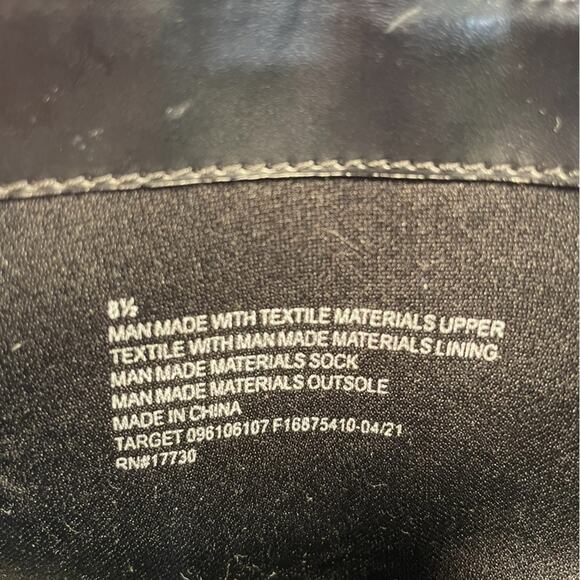 8½
MAN MADE WITH TEXTILE MATERIALS UPPER
TEXTILE WITH MAN MADE MATERIALS LINING
MAN MADE MATERIALS SOCK
MAN MADE MATERIALS OUTSOLE
MADE IN CHINA
TARGET 096106107 F16875410-04/21
RN#17730